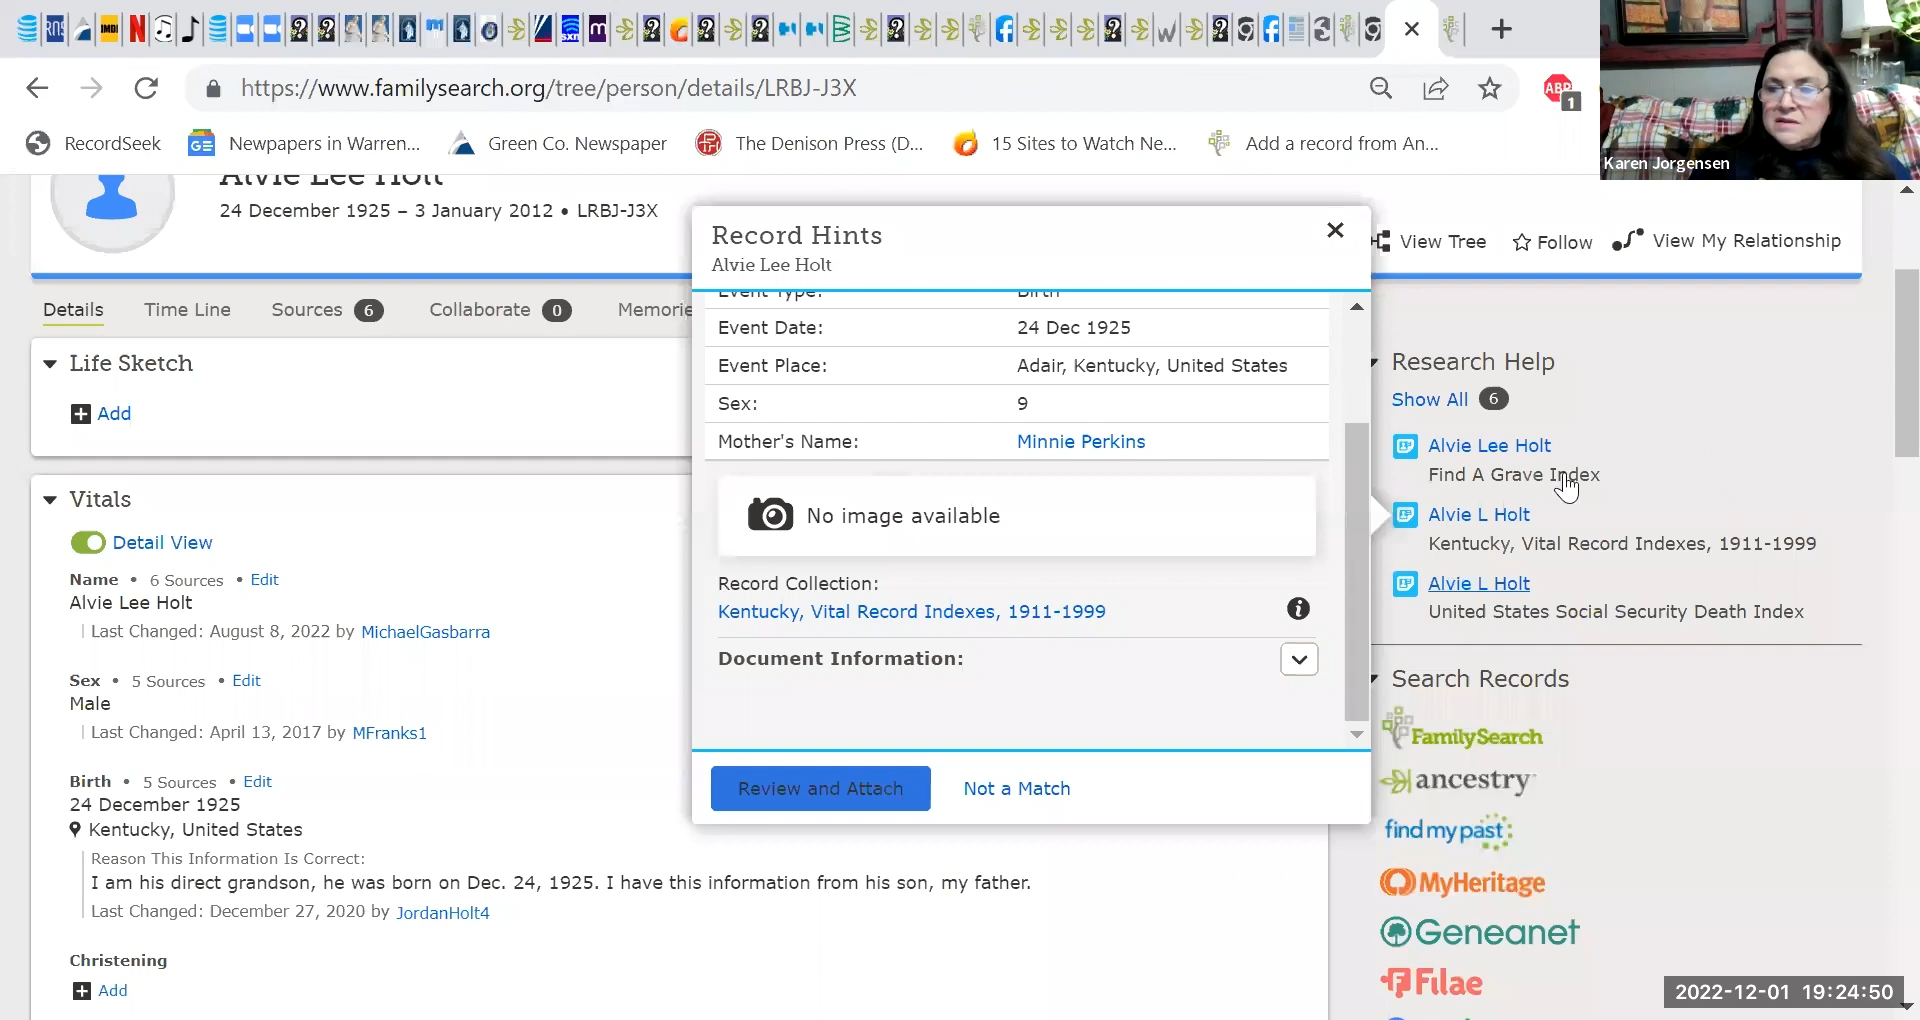 https://www.familysearch.org/tree/person/details/LRBJ-J3X
ABP
1
RecordSeek
Newpapers in Warren...
Green Co. Newspaper
The Denison Press (D...
15 Sites to Watch Ne...
Add a record from An...
Karen Jorgensen
Alvie Lee Holt
24 December 1925 – 3 January 2012 • LRBJ-J3X
View Tree
Follow
View My Relationship
Details
Time Line
Sources 6
Collaborate 0
Memorie
Life Sketch
Add
Vitals
Detail View
Name • 6 Sources • Edit
Alvie Lee Holt
Last Changed: August 8, 2022 by MichaelGasbarra
Sex • 5 Sources • Edit
Male
Last Changed: April 13, 2017 by MFranks1
Birth • 5 Sources • Edit
24 December 1925
Kentucky, United States
Reason This Information Is Correct:
I am his direct grandson, he was born on Dec. 24, 1925. I have this information from his son, my father.
Last Changed: December 27, 2020 by JordanHolt4
Christening
Add
Record Hints
Alvie Lee Holt
Event Type: Birth
Event Date: 24 Dec 1925
Event Place: Adair, Kentucky, United States
Sex: 9
Mother's Name: Minnie Perkins
No image available
Record Collection:
Kentucky, Vital Record Indexes, 1911-1999
Document Information:
Review and Attach
Not a Match
Research Help
Show All 6
Alvie Lee Holt
Find A Grave Index
Alvie L Holt
Kentucky, Vital Record Indexes, 1911-1999
Alvie L Holt
United States Social Security Death Index
Search Records
FamilySearch
ancestry
findmypast
MyHeritage
Geneanet
Filae
2022-12-01 19:24:50